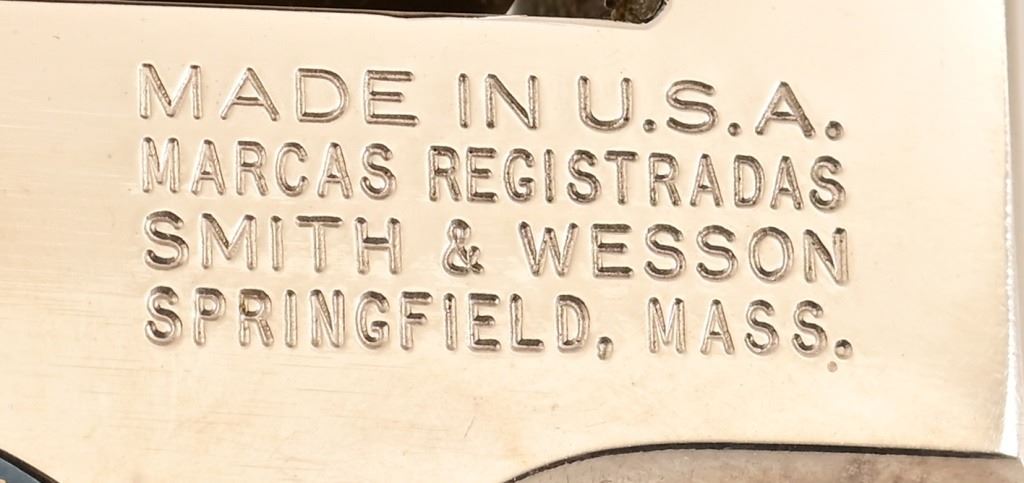 MADE IN U.S.A.
MARCAS REGISTRADAS
SMITH & WESSON
SPRINGFIELD, MASS.